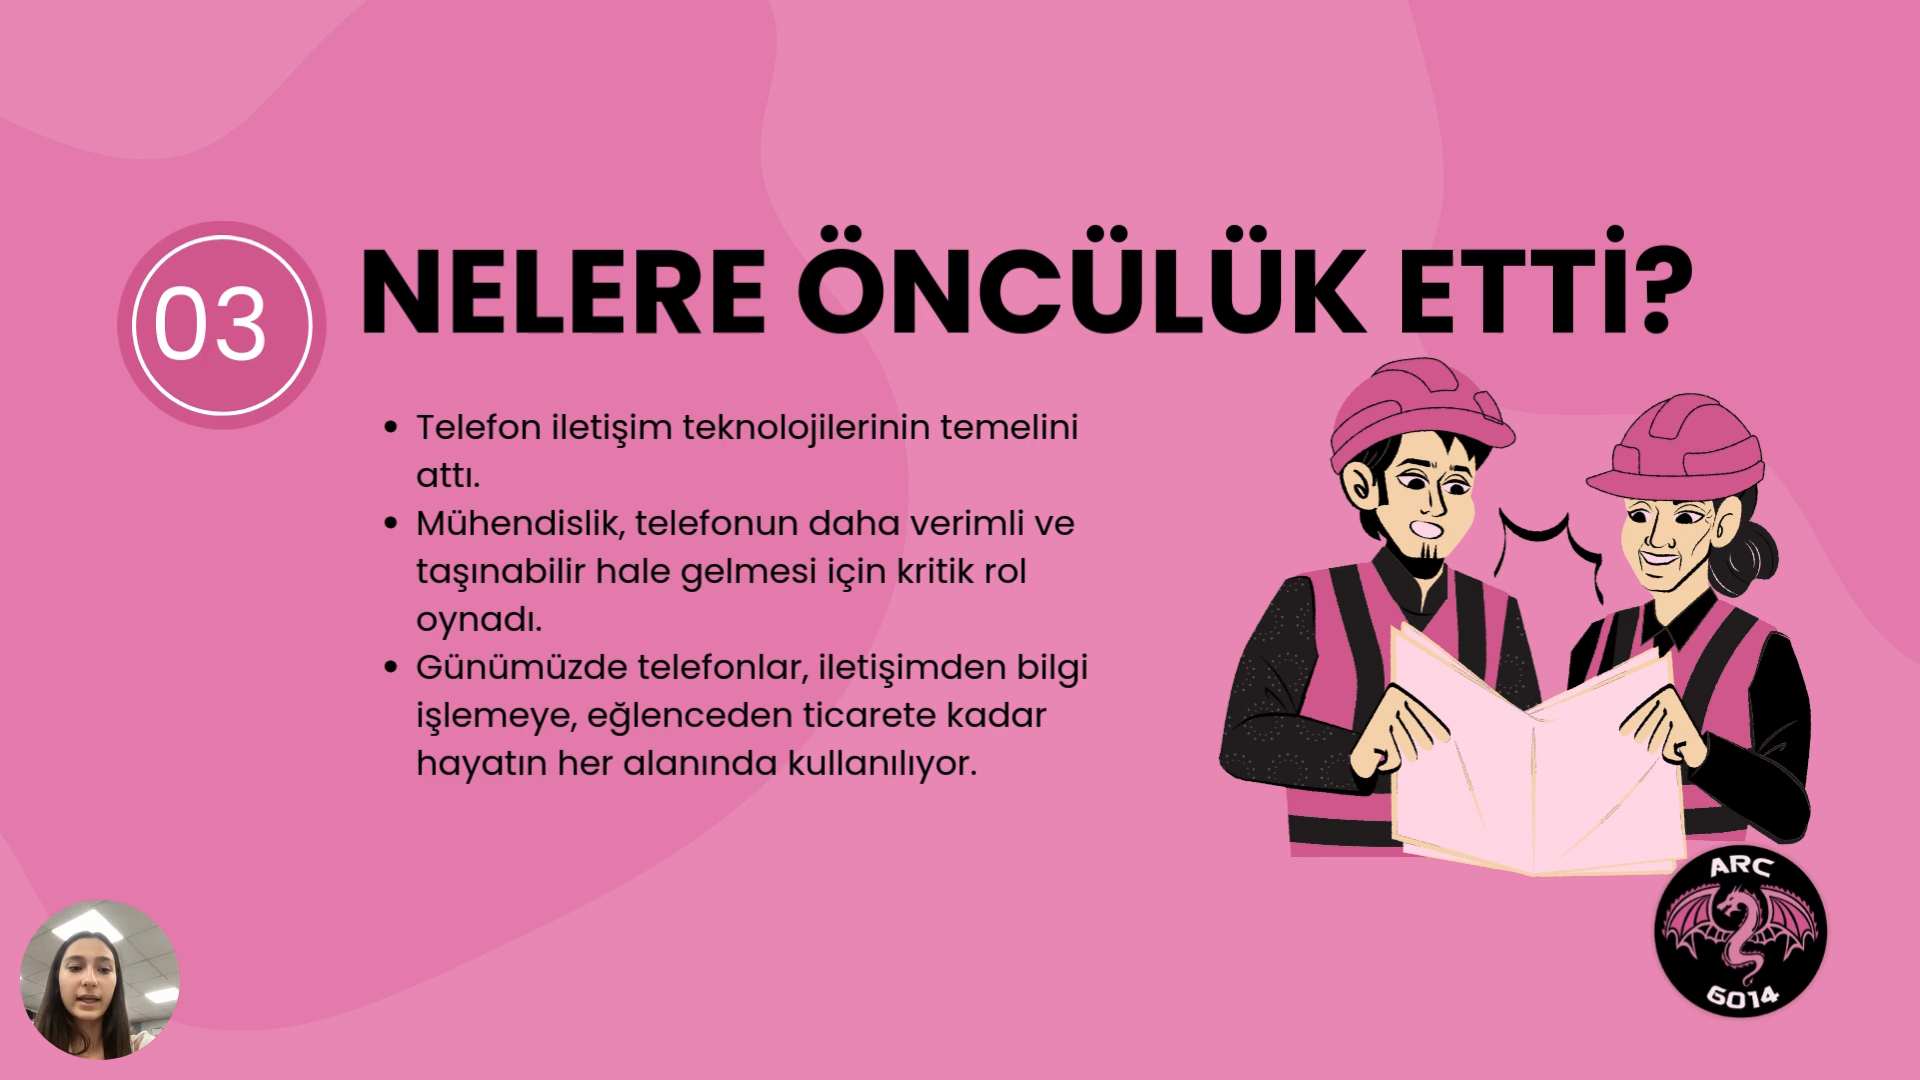 03
NELERE ÖNCÜLÜK ETTİ?
• Telefon iletişim teknolojilerinin temelini
attı.
• Mühendislik, telefonun daha verimli ve
taşınabilir hale gelmesi için kritik rol
oynadı.
• Günümüzde telefonlar, iletişimden bilgi
işlemeye, eğlenceden ticarete kadar
hayatın her alanında kullanılıyor.
ARC
6014